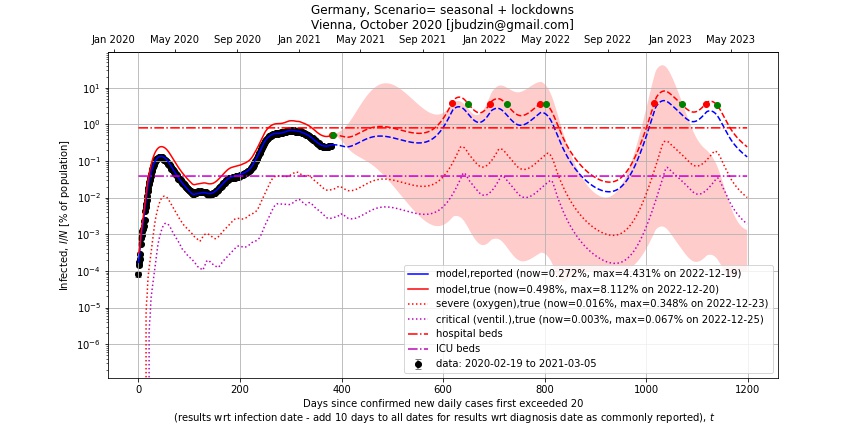 Germany, Scenario= seasonal + lockdowns
Vienna, October 2020 [jbudzin@gmail.com]
Jan 2020 May 2020 Sep 2020 Jan 2021 May 2021 Sep 2021 Jan 2022 May 2022 Sep 2022 Jan 2023 May 2023
Infected, I/N [% of population]
10¹
10⁰
10⁻¹
10⁻²
10⁻³
10⁻⁴
10⁻⁵
10⁻⁶
model,reported (now=0.272%, max=4.431% on 2022-12-19)
model,true (now=0.498%, max=8.112% on 2022-12-20)
severe (oxygen),true (now=0.016%, max=0.348% on 2022-12-23)
critical (ventil.),true (now=0.003%, max=0.067% on 2022-12-25)
hospital beds
ICU beds
data: 2020-02-19 to 2021-03-05
0 200 400 600 800 1000 1200
Days since confirmed new daily cases first exceeded 20
(results wrt infection date - add 10 days to all dates for results wrt diagnosis date as commonly reported), t